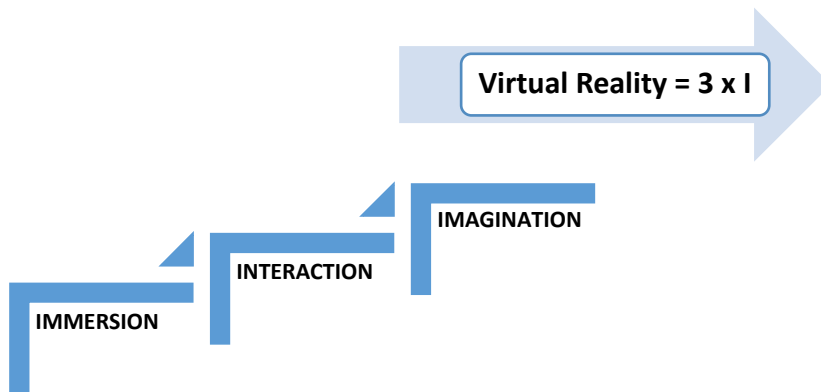 Virtual Reality = 3 x I
IMAGINATION
INTERACTION
IMMERSION